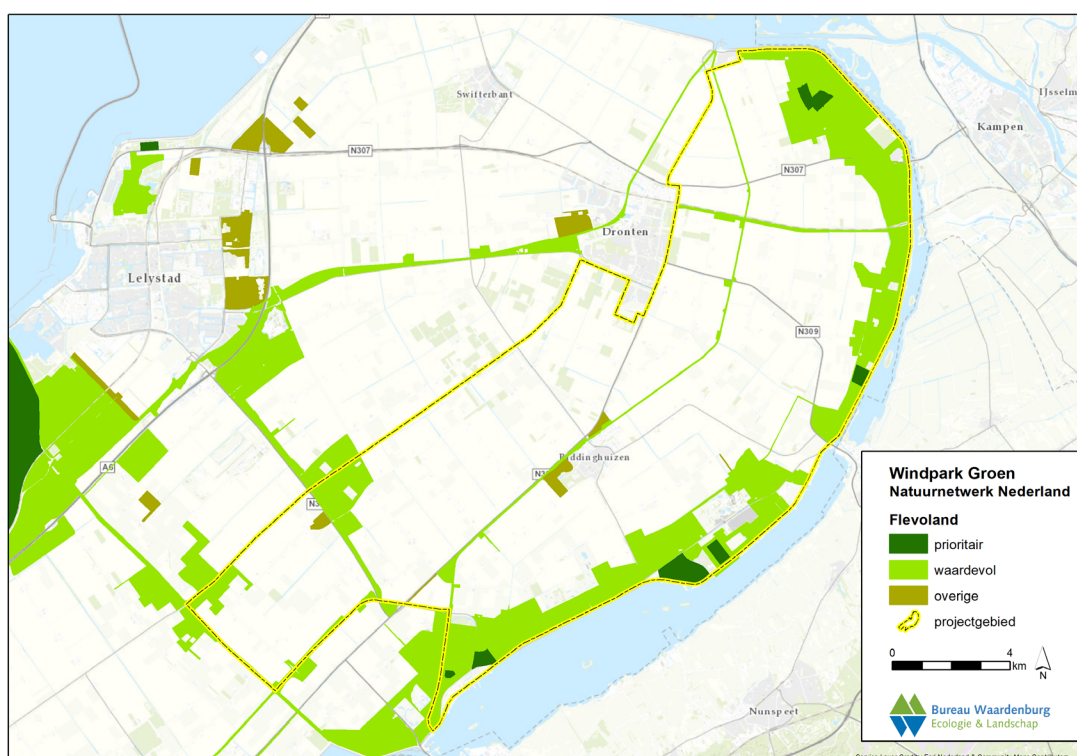 Swifterbant
IJsselm
Kampen
N307
N307
Dronten
Lelystad
N309
A6
Biddinghuizen
N30
N3
Nunspeet
Windpark Groen
Natuurnetwerk Nederland
Flevoland
prioritair
waardevol
overige
projectgebied
0 4
km
N
Bureau Waardenburg
Ecologie & Landschap